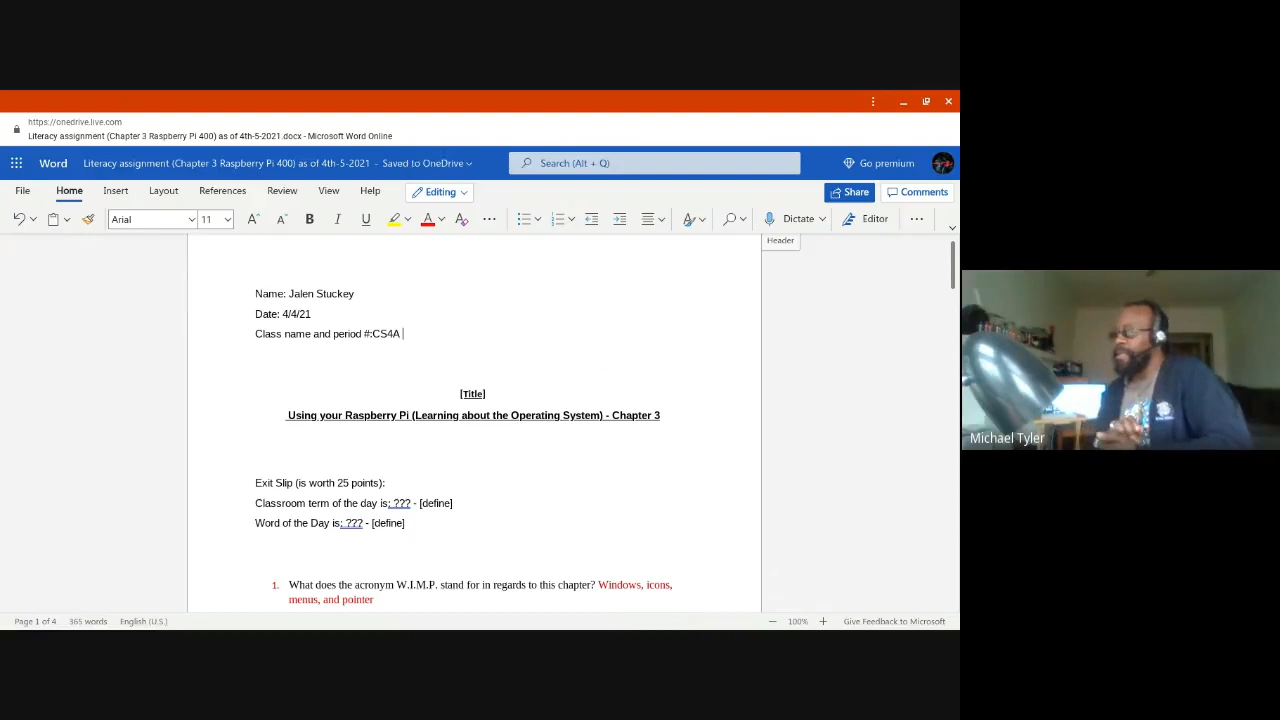 https://onedrive.live.com
Literacy assignment (Chapter 3 Raspberry Pi 400) as of 4th-5-2021.docx - Microsoft Word Online
Word Literacy assignment (Chapter 3 Raspberry Pi 400) as of 4th-5-2021 - Saved to OneDrive Search (Alt + Q) Go premium
File Home Insert Layout References Review View Help Editing Share Comments
Arial 11 A A B I U A A Dictate Editor
Header
Name: Jalen Stuckey
Date: 4/4/21
Class name and period #:CS4A
[Title]
Using your Raspberry Pi (Learning about the Operating System) - Chapter 3
Exit Slip (is worth 25 points):
Classroom term of the day is: ??? - [define]
Word of the Day is: ??? - [define]
1. What does the acronym W.I.M.P. stand for in regards to this chapter? Windows, icons,
menus, and pointer
Page 1 of 4 365 words English (U.S.) 100% Give Feedback to Microsoft
Michael Tyler